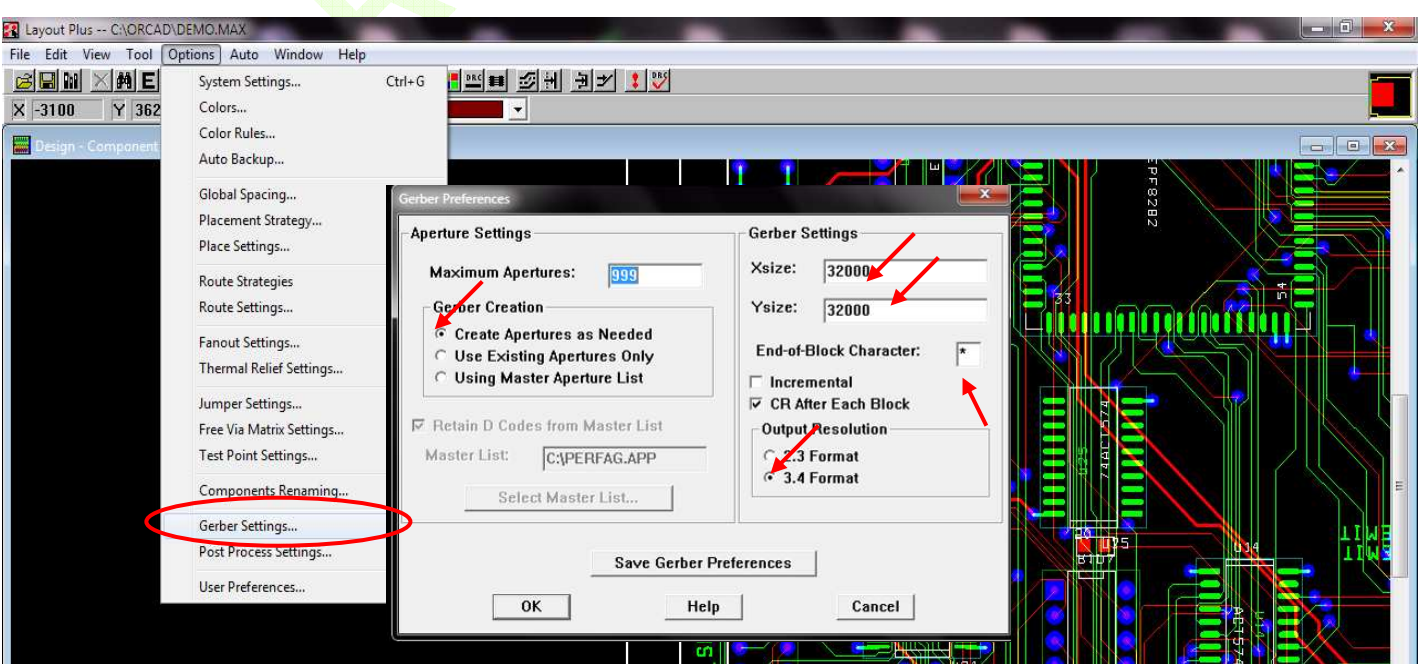 Layout Plus -- C:\ORCAD\DEMO.MAX
File Edit View Tool Options Auto Window Help
X -3100 Y 362
DRC DRC
Design - Component
System Settings... Ctrl+G
Colors...
Color Rules...
Auto Backup...
Global Spacing...
Placement Strategy...
Place Settings...
Route Strategies
Route Settings...
Fanout Settings...
Thermal Relief Settings...
Jumper Settings...
Free Via Matrix Settings...
Test Point Settings...
Components Renaming...
Gerber Settings...
Post Process Settings...
User Preferences...
Gerber Preferences
Aperture Settings
Maximum Apertures: 999
Gerber Creation
Create Apertures as Needed
Use Existing Apertures Only
Using Master Aperture List
Retain D Codes from Master List
Master List: C:\PERFAG.APP
Select Master List...
Gerber Settings
Xsize: 32000
Ysize: 32000
End-of-Block Character: *
Incremental
CR After Each Block
Output Resolution
2.3 Format
3.4 Format
Save Gerber Preferences
OK Help Cancel
33
54
U25
74ACT574
U14